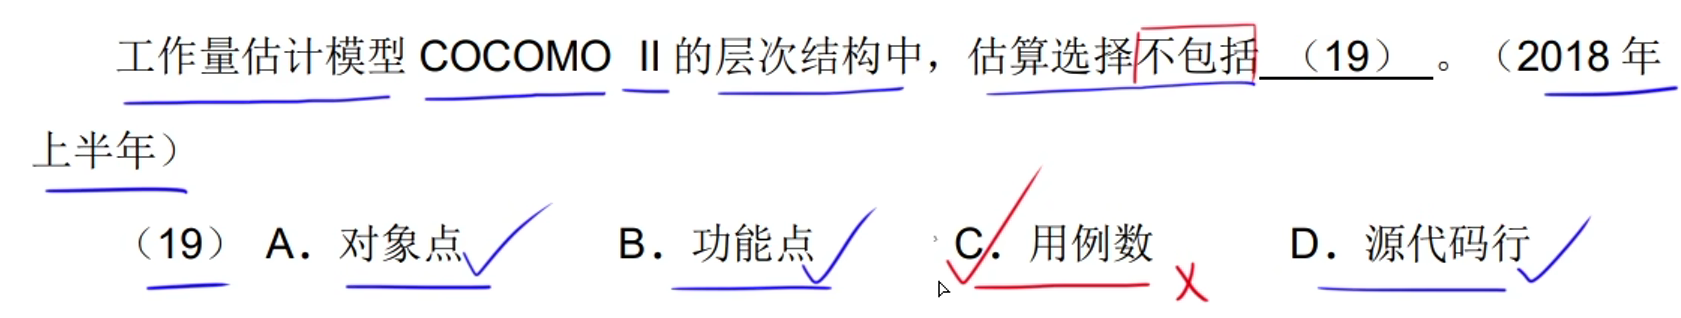 工作量估计模型 COCOMO II 的层次结构中，估算选择不包括 （19） 。（2018 年
上半年）
（19） A．对象点 B．功能点 C．用例数 D．源代码行